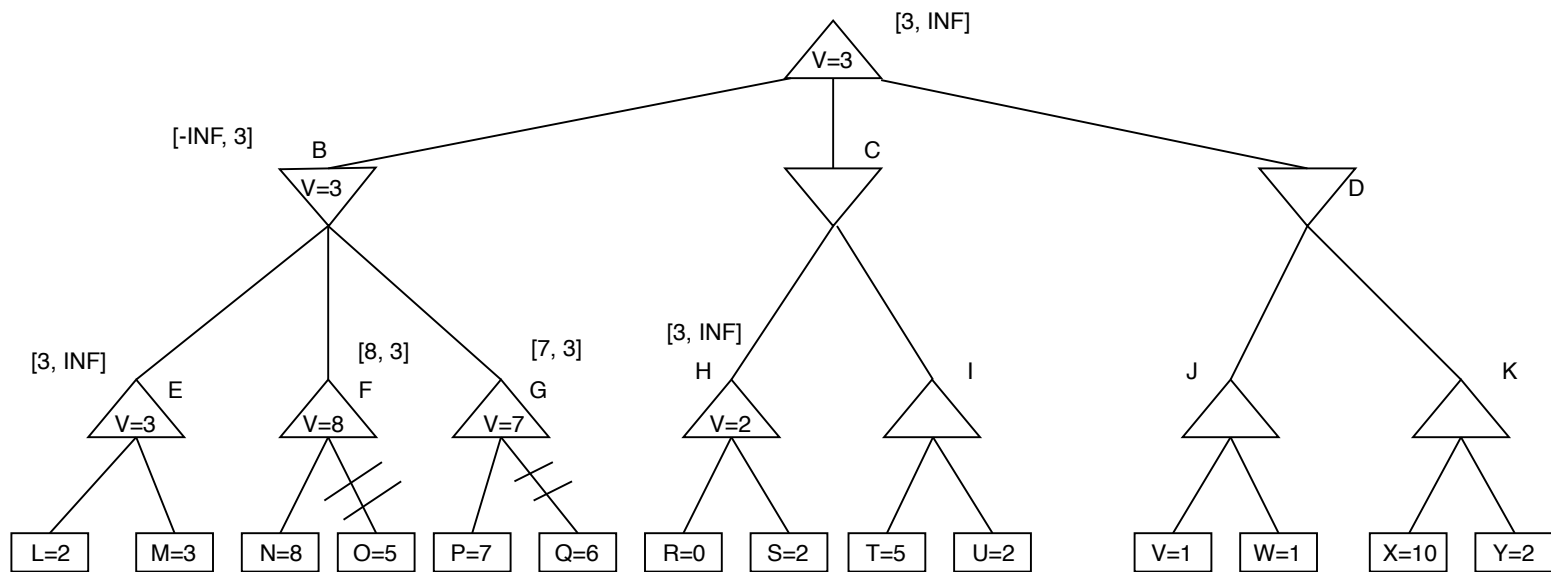 [3, INF]
V=3
[-INF, 3]
B
C
V=3
D
[3, INF]
[8, 3]
[7, 3]
[3, INF]
E
F
G
H
I
J
K
V=3
V=8
V=7
V=2
L=2
M=3
N=8
O=5
P=7
Q=6
R=0
S=2
T=5
U=2
V=1
W=1
X=10
Y=2